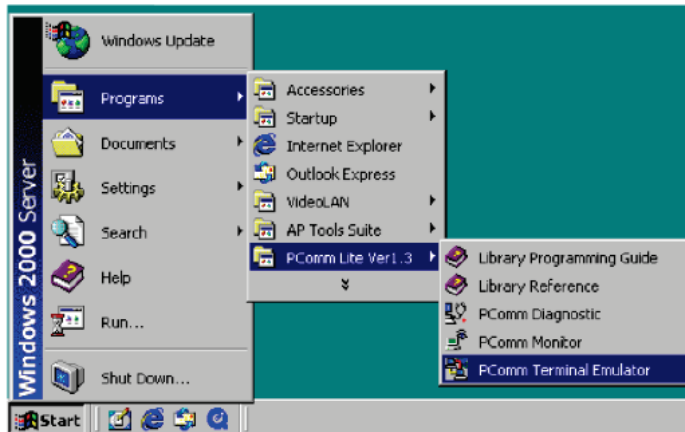 Windows 2000 Server
Windows Update
Programs
Documents
Settings
Search
Help
Run...
Shut Down...
Accessories
Startup
Internet Explorer
Outlook Express
VideoLAN
AP Tools Suite
PComm Lite Ver1.3
Library Programming Guide
Library Reference
PComm Diagnostic
PComm Monitor
PComm Terminal Emulator
Start